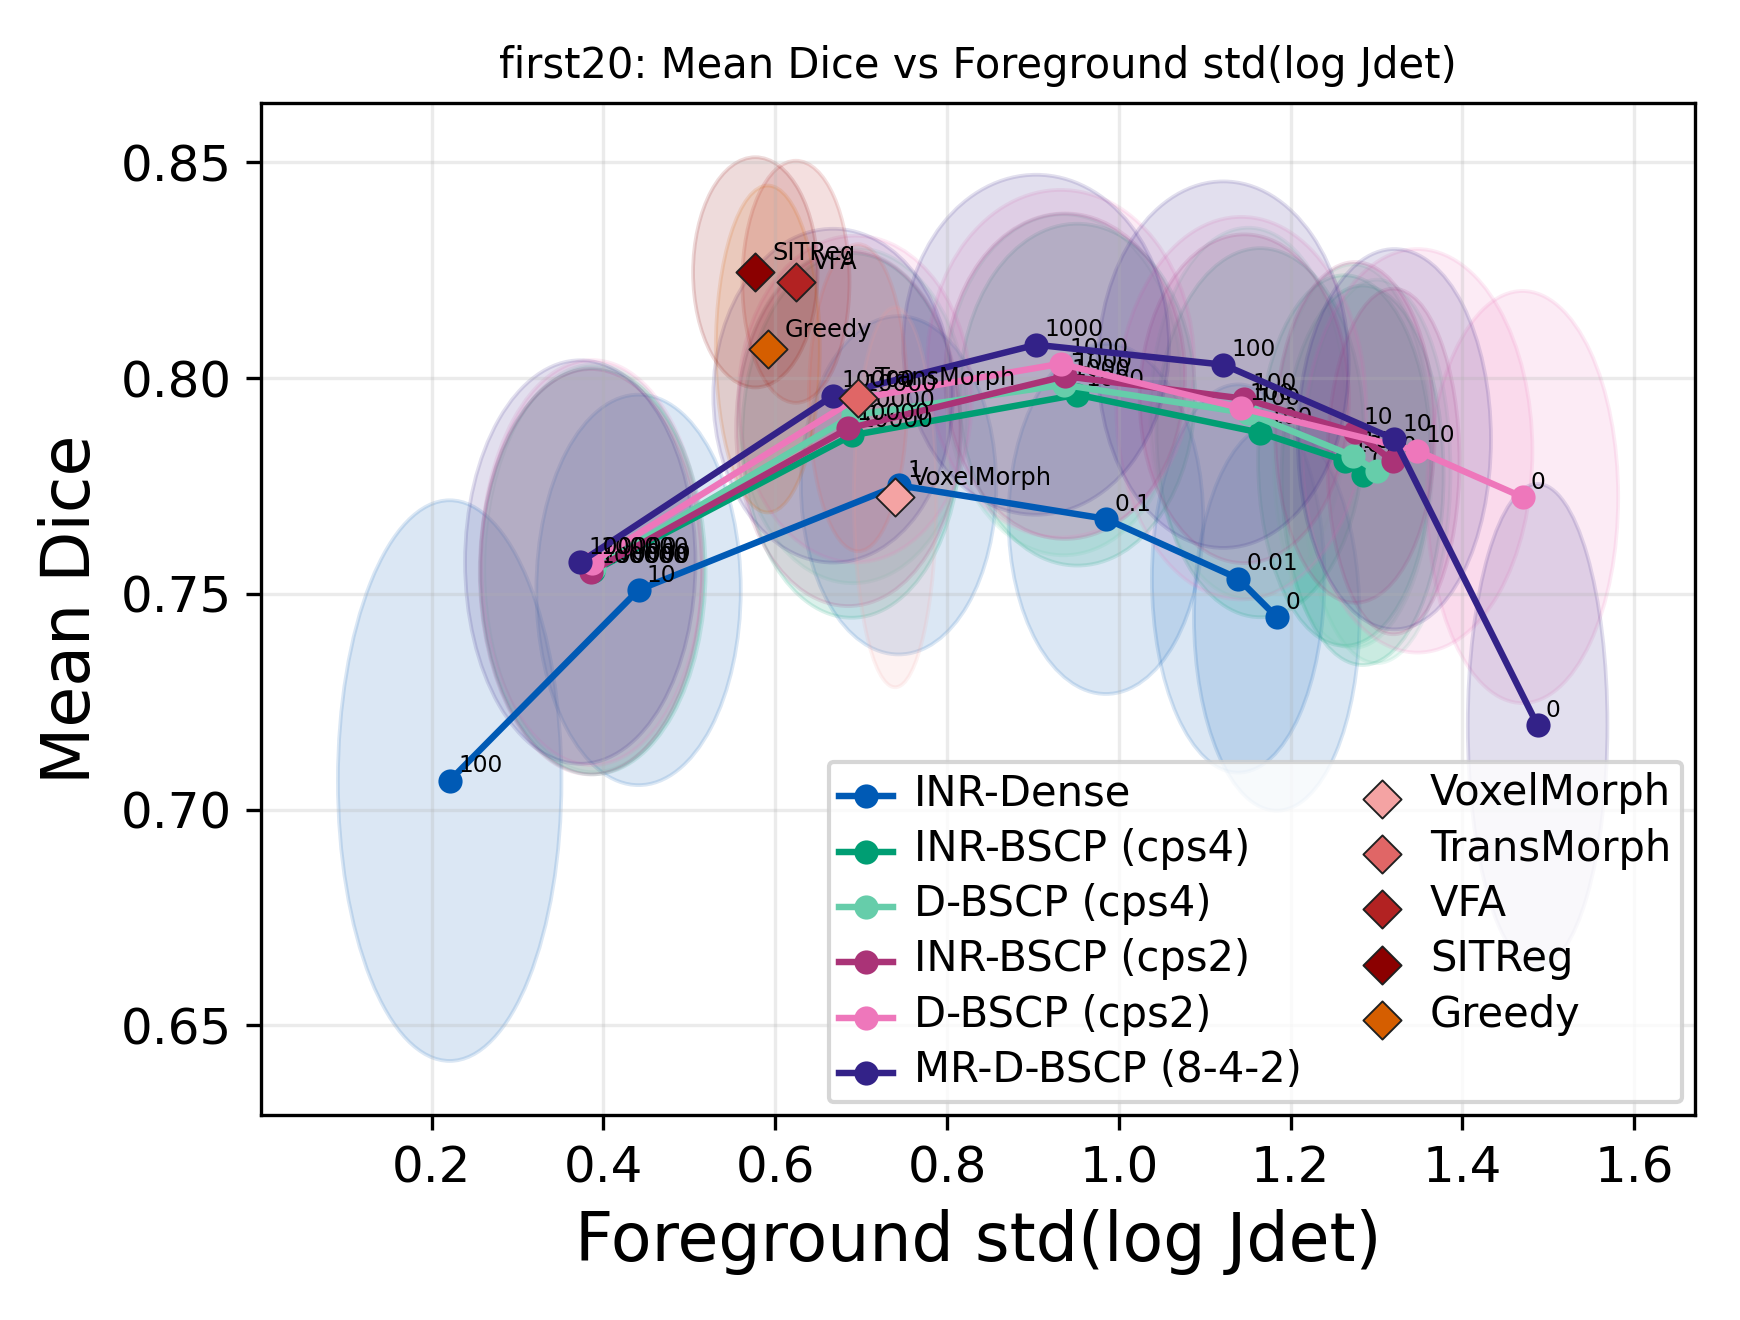 first20: Mean Dice vs Foreground std(log Jdet)
Mean Dice
0.85
0.80
0.75
0.70
0.65
SITReg
VFA
Greedy
TransMorph
VoxelMorph
1000
1000
100
10000
10
10
10
0
1
0.1
0.01
0
10
100
0
INR-Dense
INR-BSCP (cps4)
D-BSCP (cps4)
INR-BSCP (cps2)
D-BSCP (cps2)
MR-D-BSCP (8-4-2)
VoxelMorph
TransMorph
VFA
SITReg
Greedy
0.2 0.4 0.6 0.8 1.0 1.2 1.4 1.6
Foreground std(log Jdet)